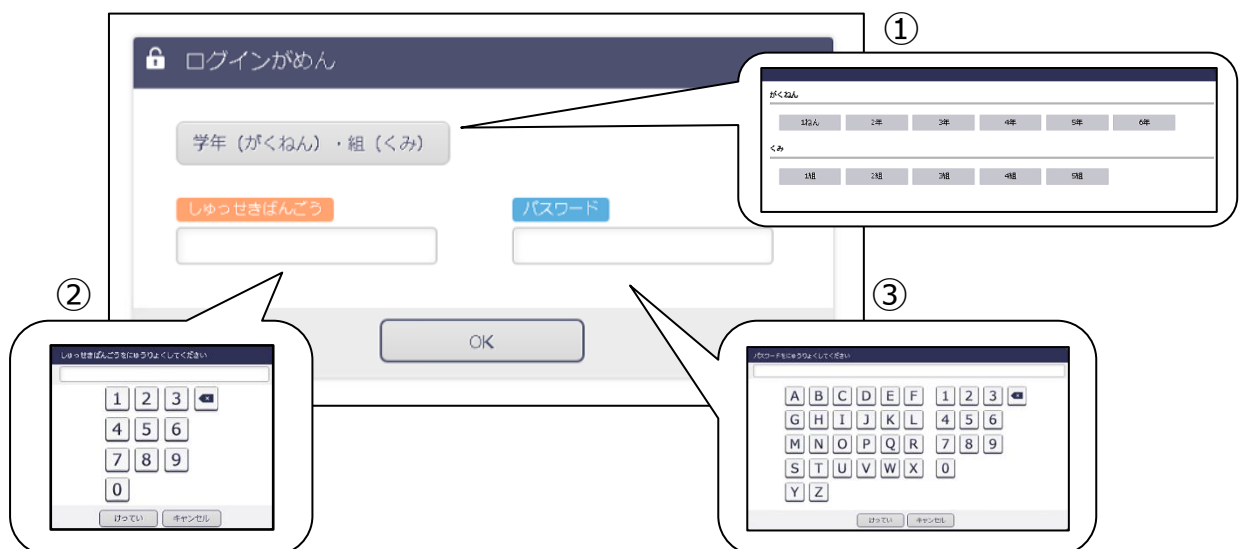 ①
ログインがめん
がくねん
1ねん 2年 3年 4年 5年 6年
くみ
1組 2組 3組 4組 5組
学年（がくねん）・組（くみ）
しゅっせきばんごう パスワード
OK
②
しゅっせきばんごうをにゅうりょくしてください
1 2 3
4 5 6
7 8 9
0
けってい キャンセル
③
パスワードをにゅうりょくしてください
A B C D E F 1 2 3
G H I J K L 4 5 6
M N O P Q R 7 8 9
S T U V W X 0
Y Z
けってい キャンセル